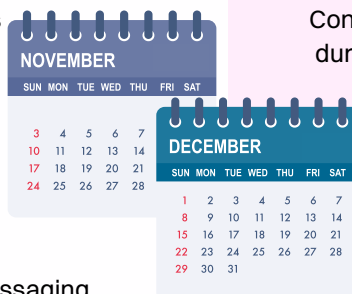 Con
dur
NOVEMBER
SUN MON TUE WED THU FRI SAT
3 4 5 6 7
10 11 12 13 14
17 18 19 20 21
24 25 26 27 28
DECEMBER
SUN MON TUE WED THU FRI SAT
1 2 3 4 5 6 7
8 9 10 11 12 13 14
15 16 17 18 19 20 21
22 23 24 25 26 27 28
29 30 31
ssaging